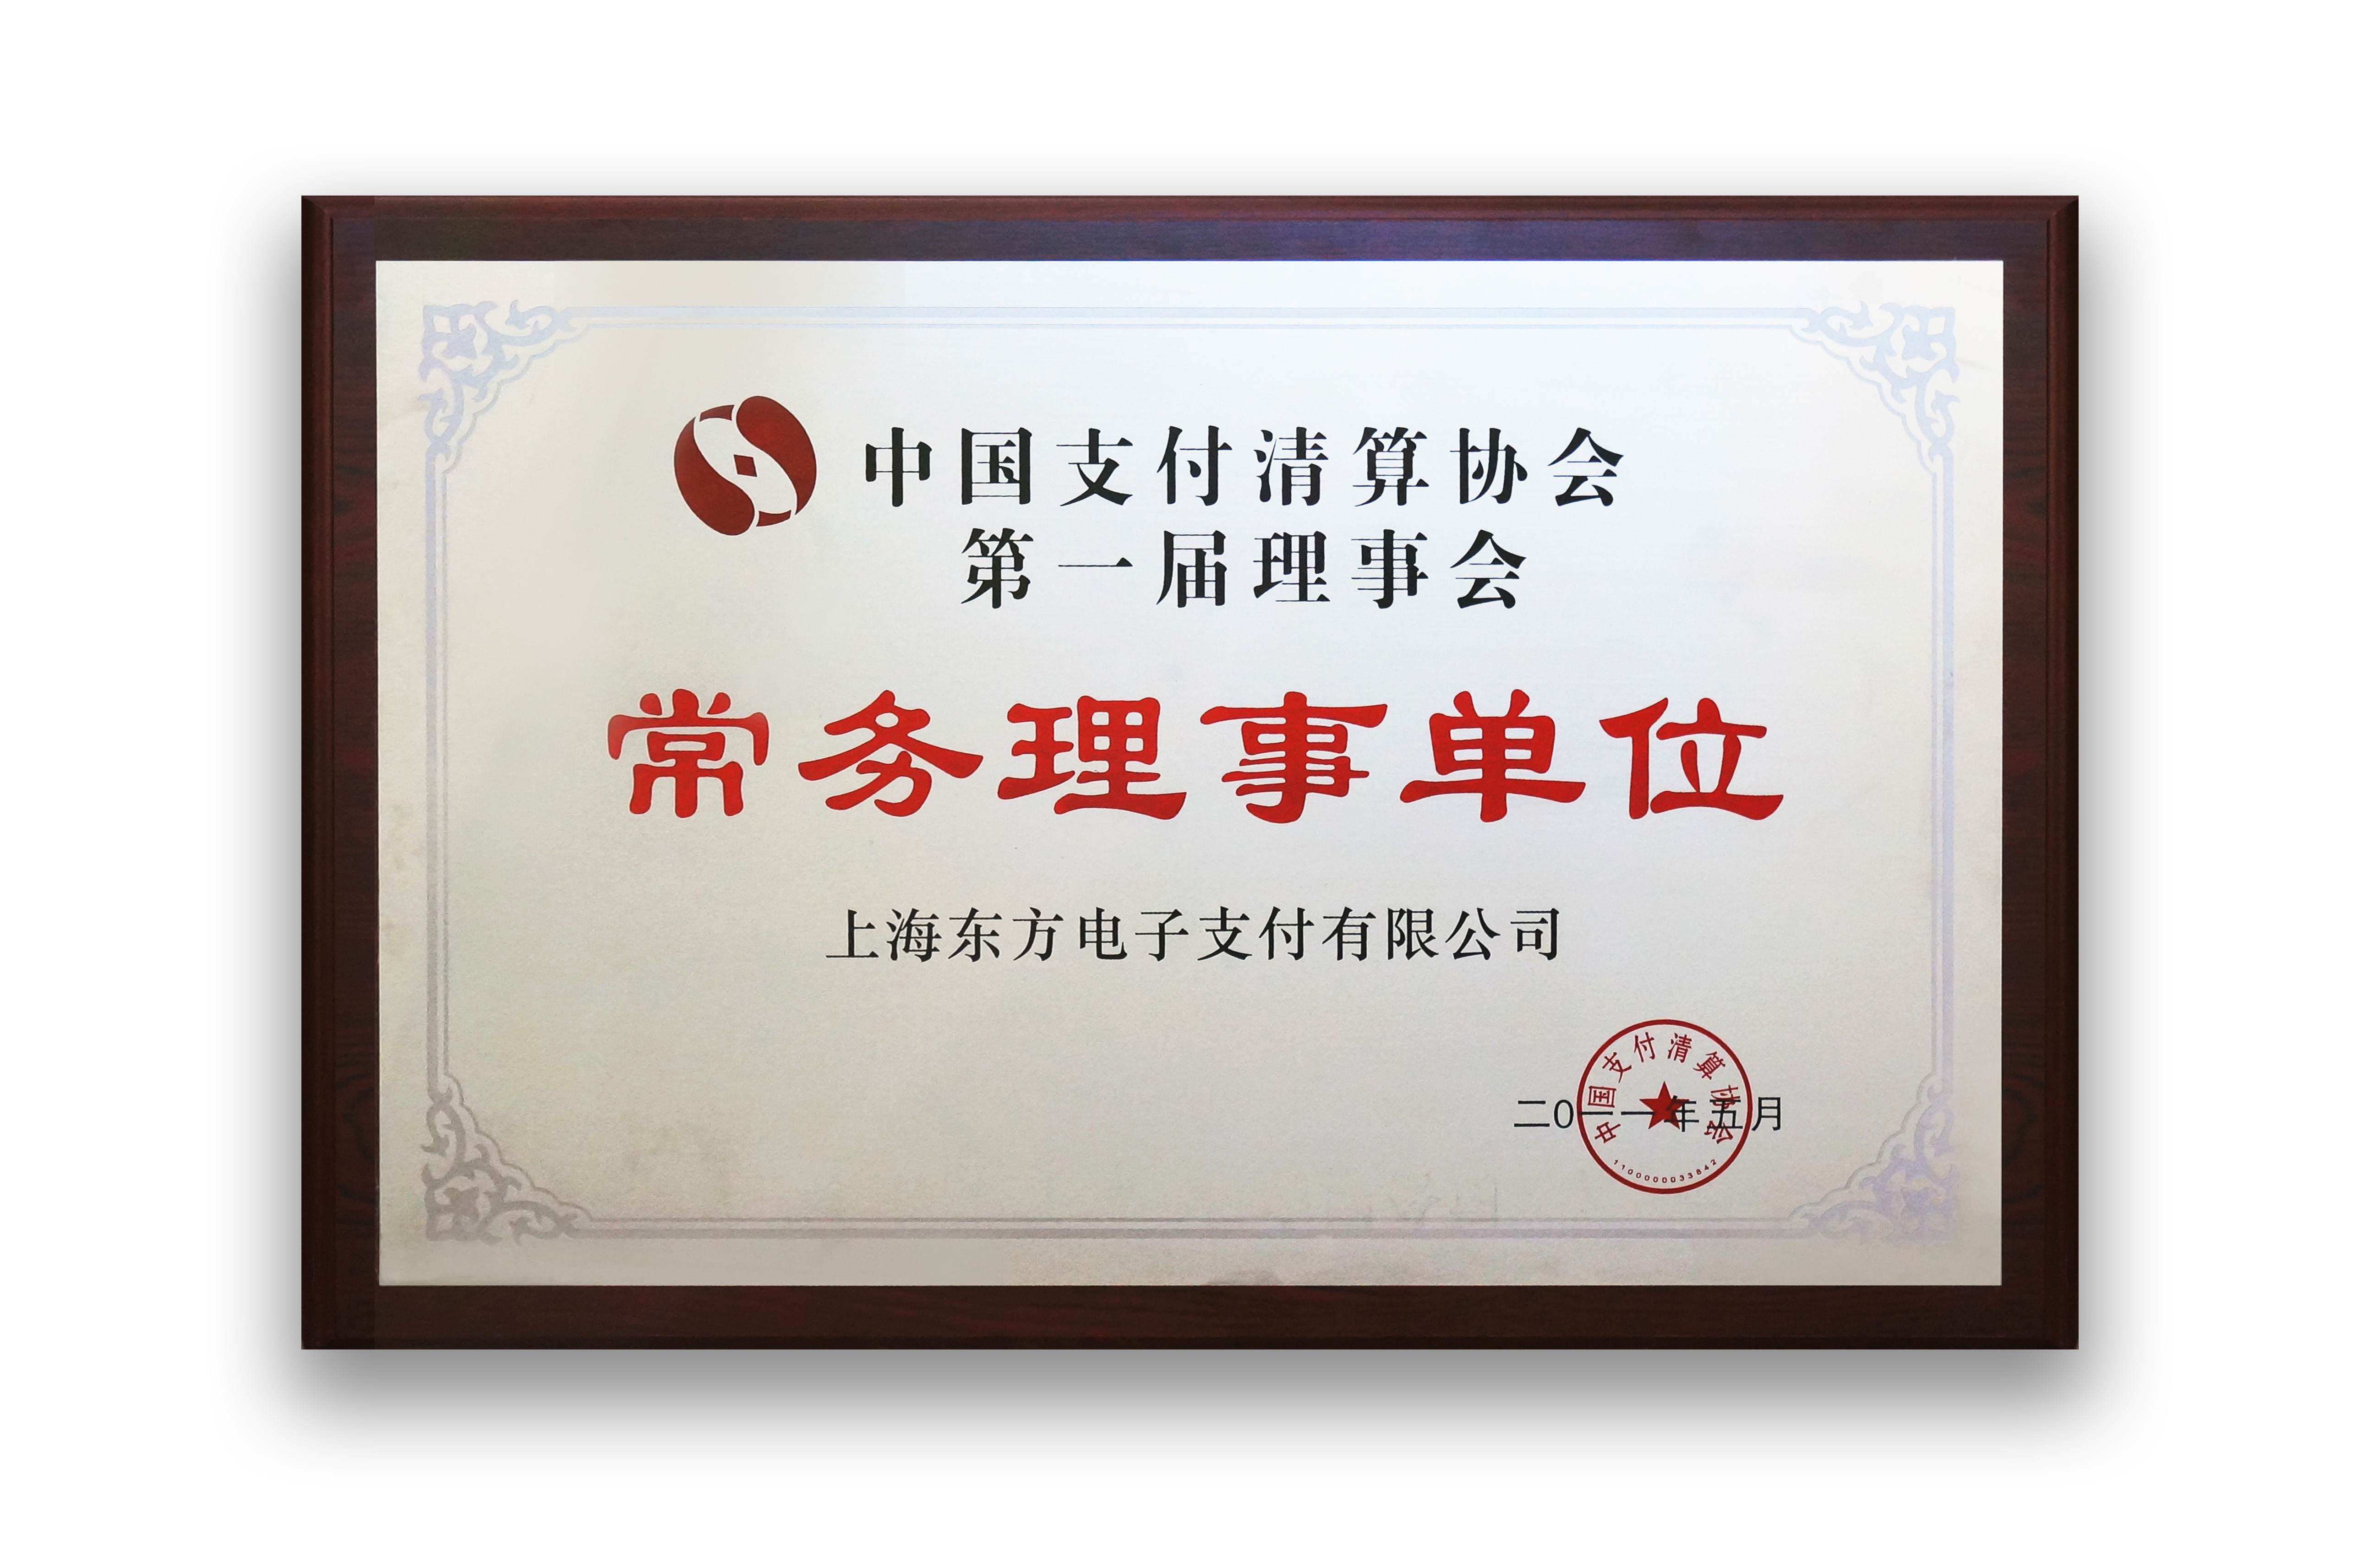 中国支付清算协会
第一届理事会
常务理事单位
上海东方电子支付有限公司
二0一一年五月
中国支付清算协会
1100000033842